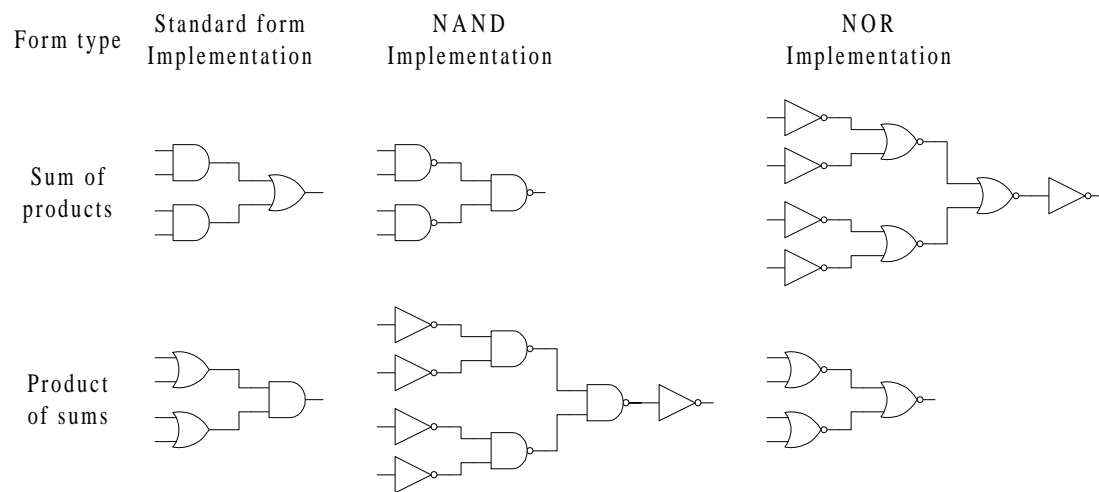 Form type
Standard form
Implementation
NAND
Implementation
NOR
Implementation
Sum of
products
Product
of sums